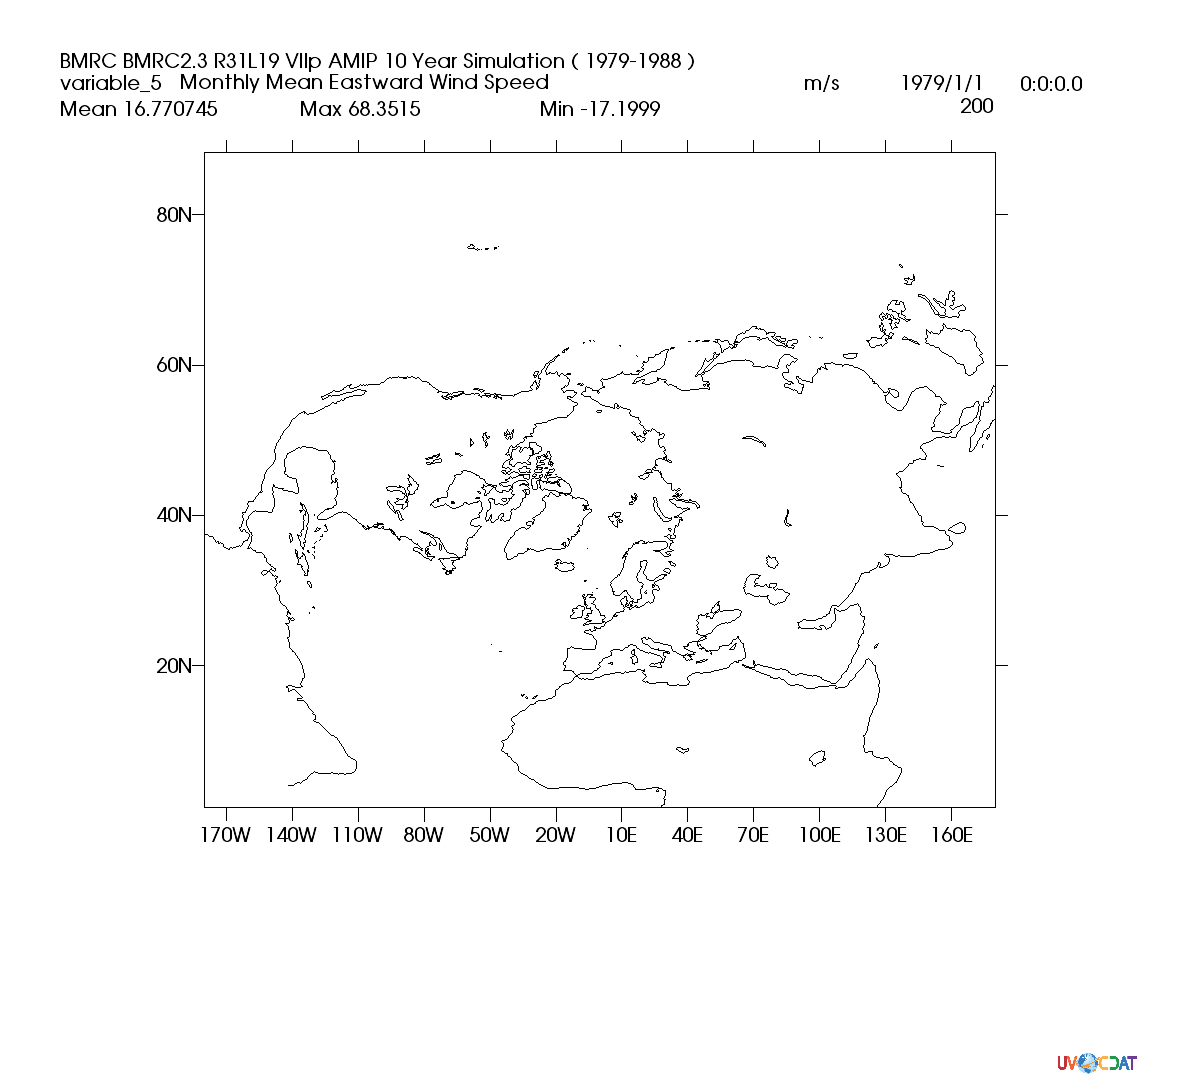 BMRC BMRC2.3 R31L19 VIIp AMIP 10 Year Simulation ( 1979-1988 )
variable_5 Monthly Mean Eastward Wind Speed m/s 1979/1/1 0:0:0.0
Mean 16.770745 Max 68.3515 Min -17.1999 200
80N
60N
40N
20N
170W 140W 110W 80W 50W 20W 10E 40E 70E 100E 130E 160E
UV CDAT